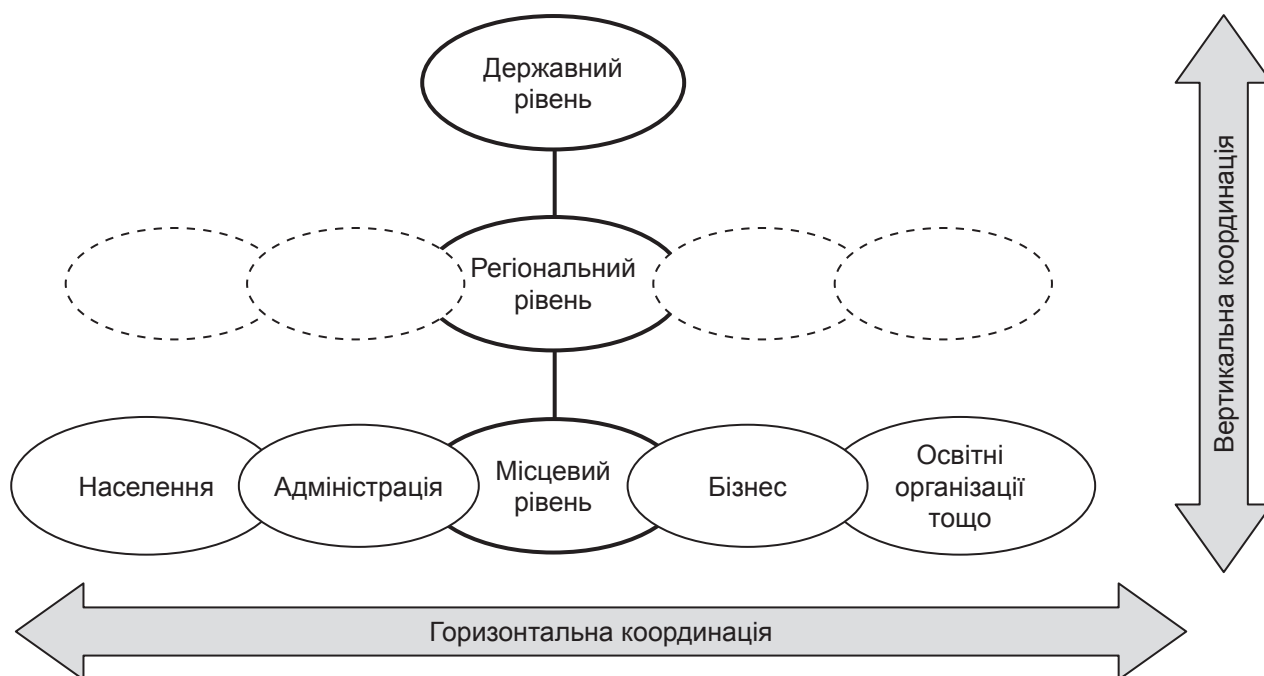 Державний
рівень
Регіональний
рівень
Населення
Адміністрація
Місцевий
рівень
Бізнес
Освітні
організації
тощо
Горизонтальна координація
Вертикальна координація